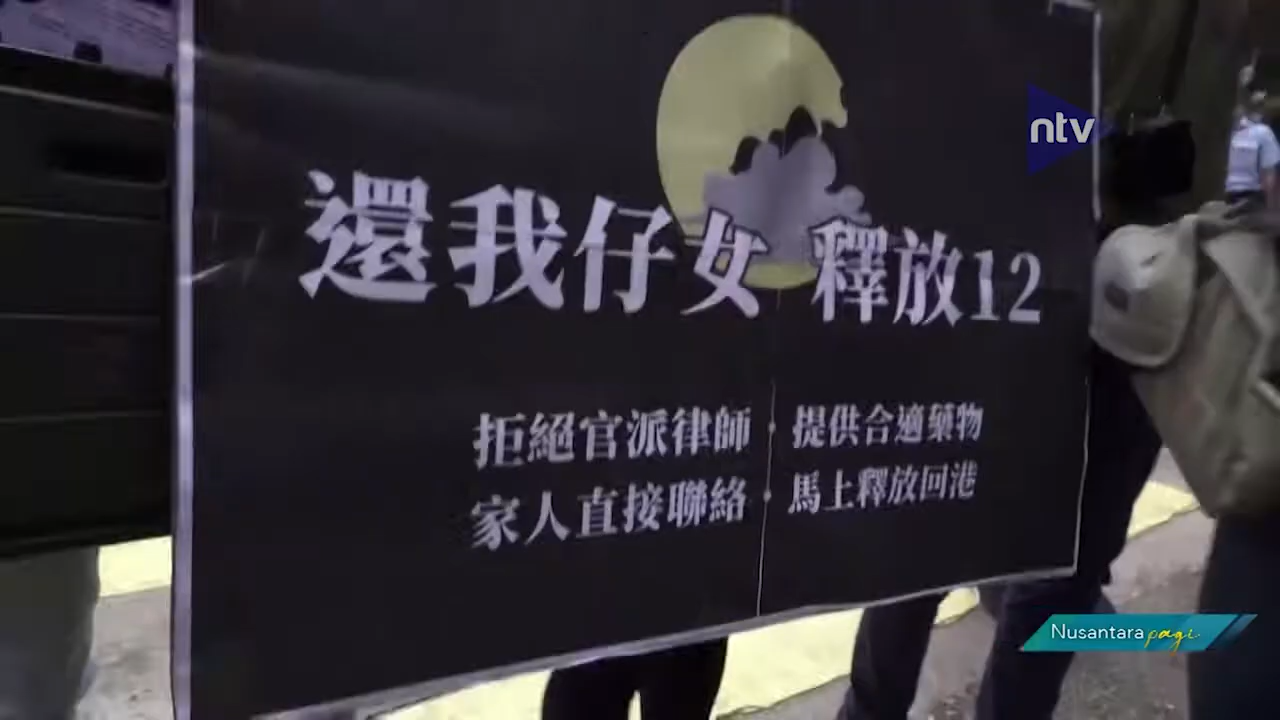 ntv
還我仔女 釋放12
拒絕官派律師・提供合適藥物
家人直接聯絡・馬上釋放回港
Nusantara pagi